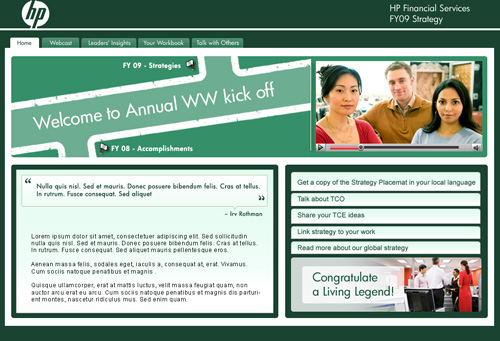 hp
HP Financial Services
FY09 Strategy
Home
Webcast
Leaders' Insights
Your Workbook
Talk with Others
FY 09 - Strategies
Welcome to Annual WW kick off
FY 08 - Accomplishments
“ Nulla quis nisl. Sed et mauris. Donec posuere bibendum felis. Cras at tellus.
In rutrum. Fusce consequat. Sed aliquet ”
~ Irv Rothman
Lorem ipsum dolor sit amet, consectetuer adipiscing elit. Sed sollicitudin
nulla quis nisl. Sed et mauris. Donec posuere bibendum felis. Cras at tellus.
In rutrum. Fusce consequat. Sed aliquet mauris pellentesque eros.
Aenean massa felis, sodales eget, iaculis a, consequat at, erat. Vivamus.
Cum sociis natoque penatibus et magnis .
Quisque ullamcorper, erat at mattis luctus, velit massa feugiat quam, non
auctor arcu erat eu arcu. Cum sociis natoque penatibus et magnis dis parturi-
ent montes, nascetur ridiculus mus. Sed enim quam.
Get a copy of the Strategy Placemat in your local language
Talk about TCO
Share your TCE ideas
Link strategy to your work
Read more about our global strategy
Congratulate
a Living Legend!